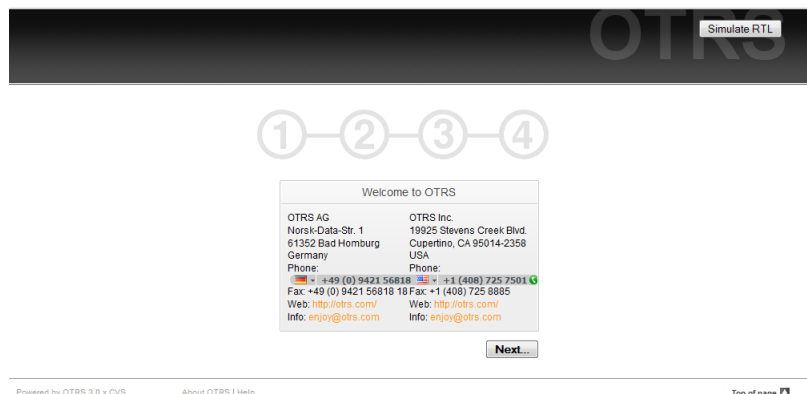 OTRS
Simulate RTL
1 2 3 4
Welcome to OTRS
OTRS AG
Norsk-Data-Str. 1
61352 Bad Homburg
Germany
Phone:
+49 (0) 9421 56818
Fax: +49 (0) 9421 56818 18
Web: http://otrs.com/
Info: enjoy@otrs.com
OTRS Inc.
19925 Stevens Creek Blvd.
Cupertino, CA 95014-2358
USA
Phone:
+1 (408) 725 7501
Fax: +1 (408) 725 8885
Web: http://otrs.com/
Info: enjoy@otrs.com
Next...
Powered by OTRS 3.0.x CVS
About OTRS | Help
Top of page